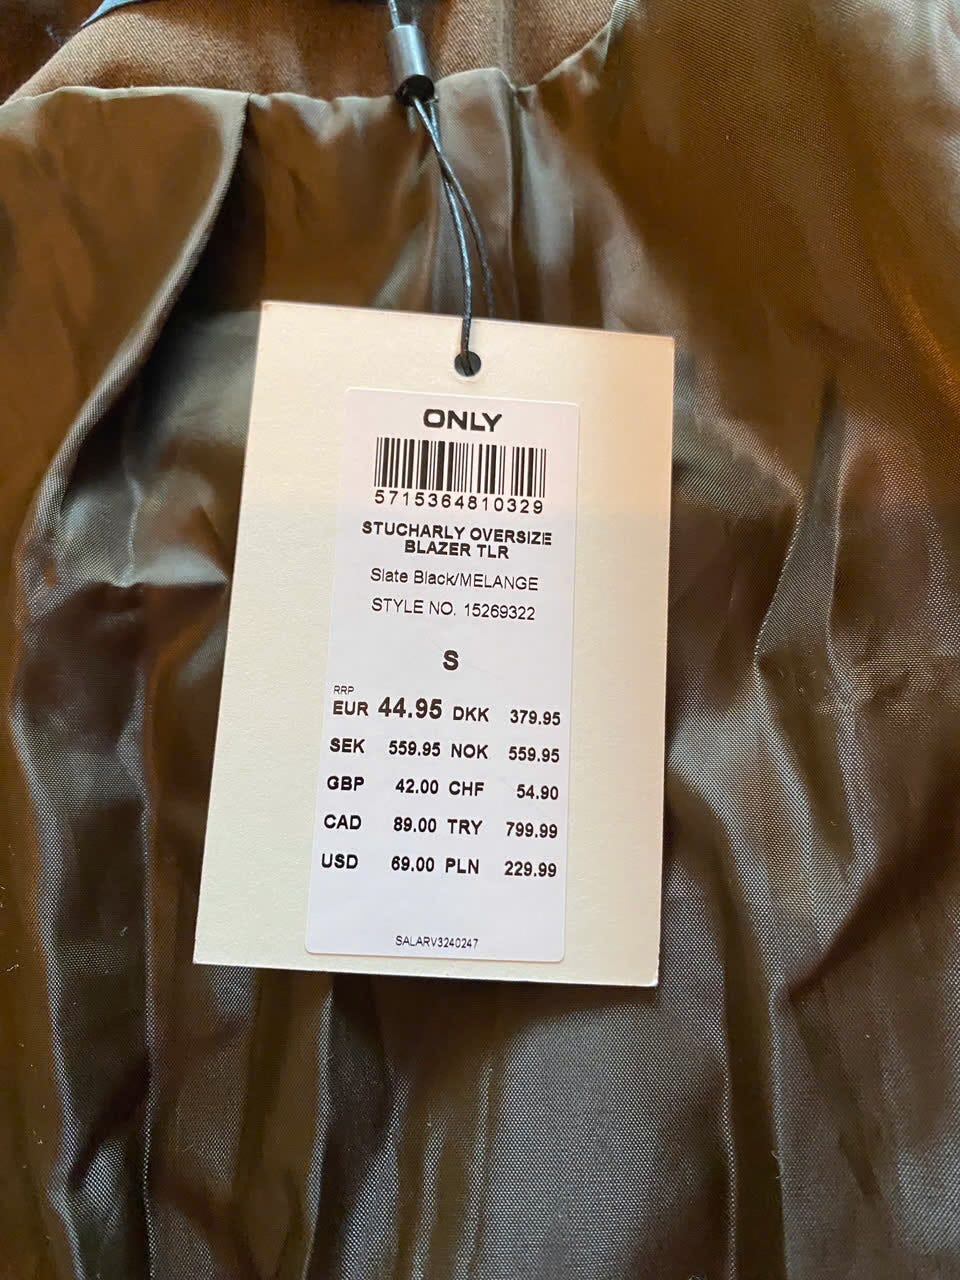 ONLY
5715364810329
STUCHARLY OVERSIZE
BLAZER TLR
Slate Black/MELANGE
STYLE NO. 15269322
S
RRP
EUR 44.95 DKK 379.95
SEK 559.95 NOK 559.95
GBP 42.00 CHF 54.90
CAD 89.00 TRY 799.99
USD 69.00 PLN 229.99
SALARV3240247